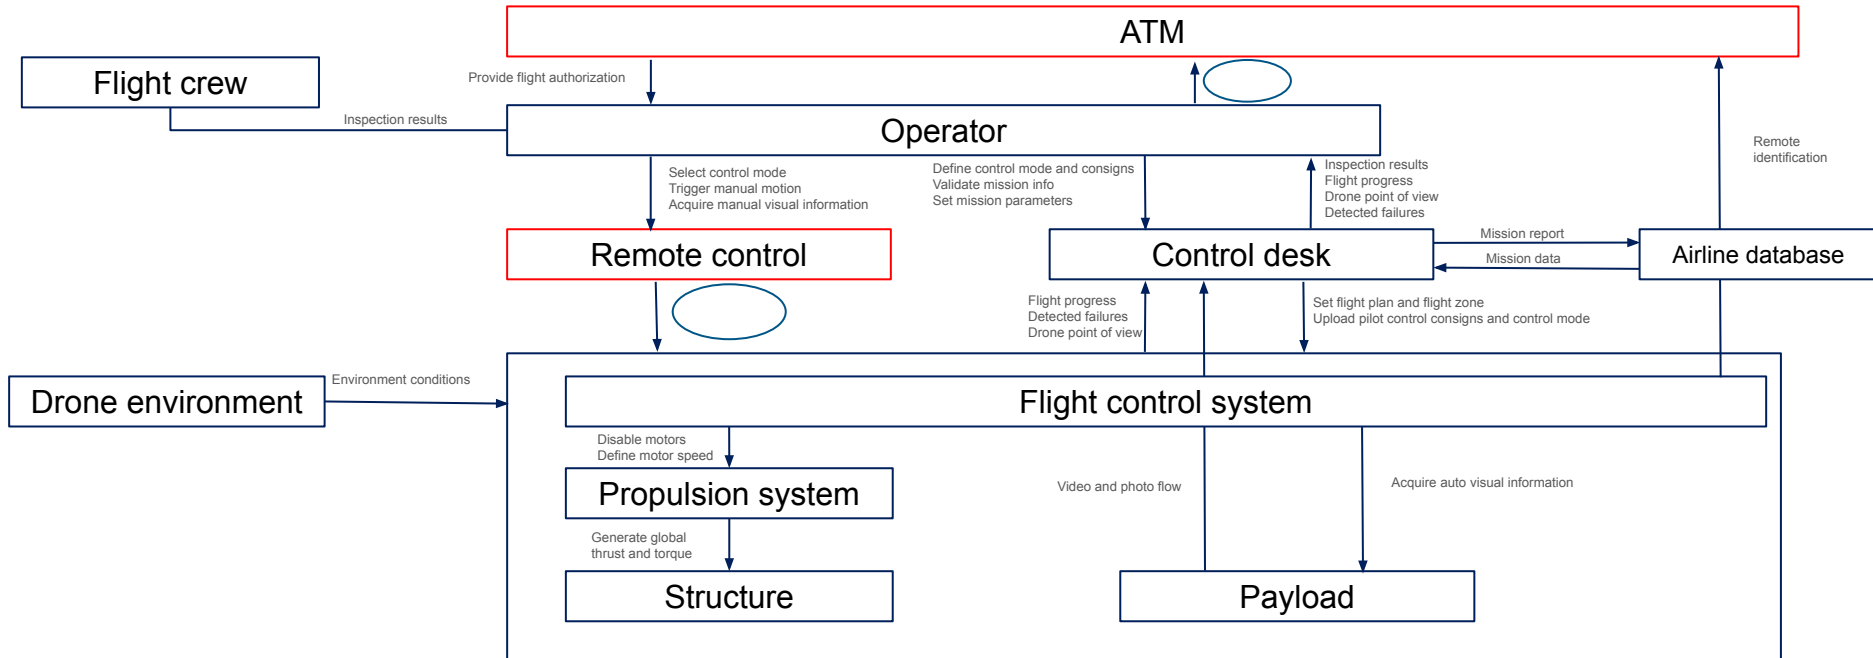 ATM
Flight crew
Provide flight authorization
Inspection results
Operator
Remote
identification
Select control mode
Trigger manual motion
Acquire manual visual information
Define control mode and consigns
Validate mission info
Set mission parameters
Inspection results
Flight progress
Drone point of view
Detected failures
Remote control
Control desk
Mission report
Mission data
Airline database
Flight progress
Detected failures
Drone point of view
Set flight plan and flight zone
Upload pilot control consigns and control mode
Drone environment
Environment conditions
Flight control system
Disable motors
Define motor speed
Propulsion system
Video and photo flow
Acquire auto visual information
Generate global
thrust and torque
Structure
Payload